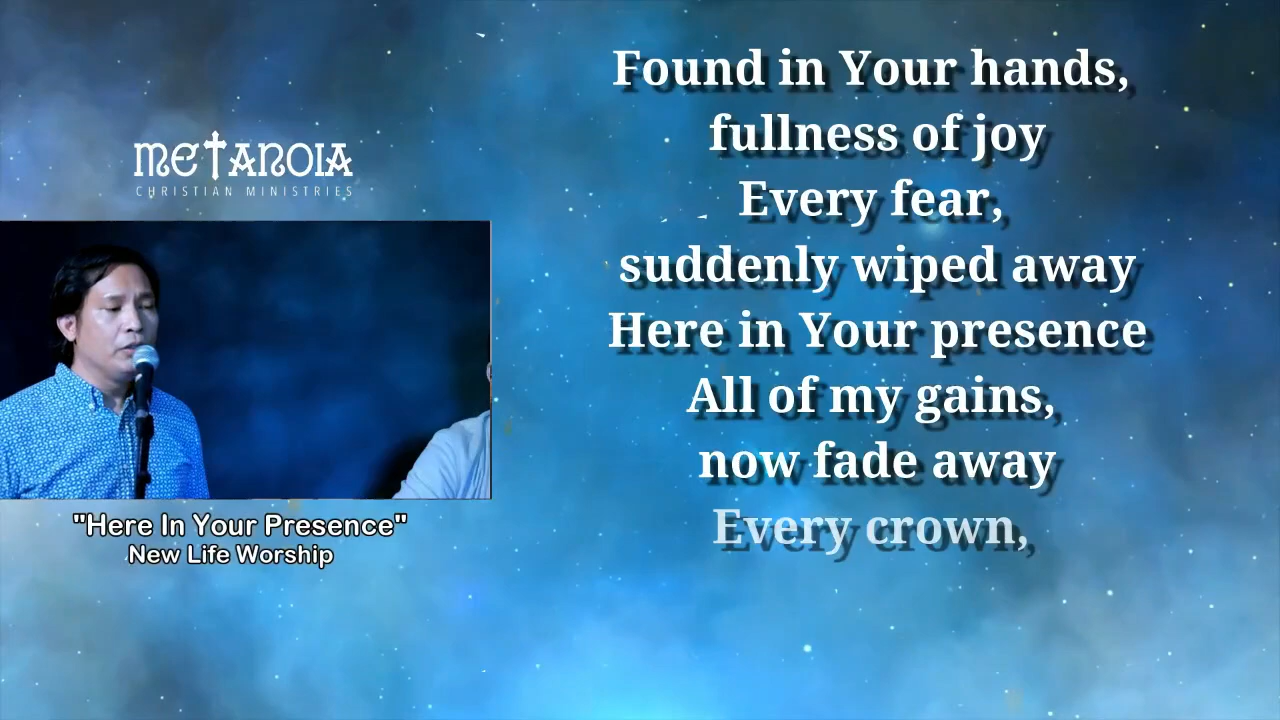 METANOIA
CHRISTIAN MINISTRIES
"Here In Your Presence"
New Life Worship
Found in Your hands,
fullness of joy
Every fear,
suddenly wiped away
Here in Your presence
All of my gains,
now fade away
Every crown,